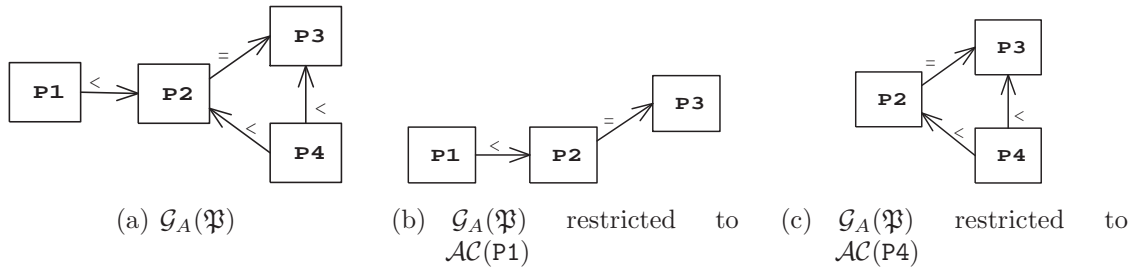 P3
=
P1
<
P2
<
<
P4
(a) 𝒢_A(𝔓)
P3
=
P1
<
P2
(b) 𝒢_A(𝔓) restricted to
𝒜𝒞(P1)
P3
=
P2
<
<
P4
(c) 𝒢_A(𝔓) restricted to
𝒜𝒞(P4)